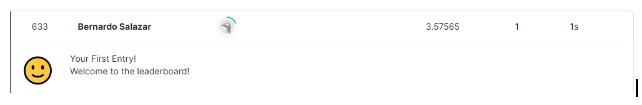 633 Bernardo Salazar 3.57565 1 1s
Your First Entry!
Welcome to the leaderboard!